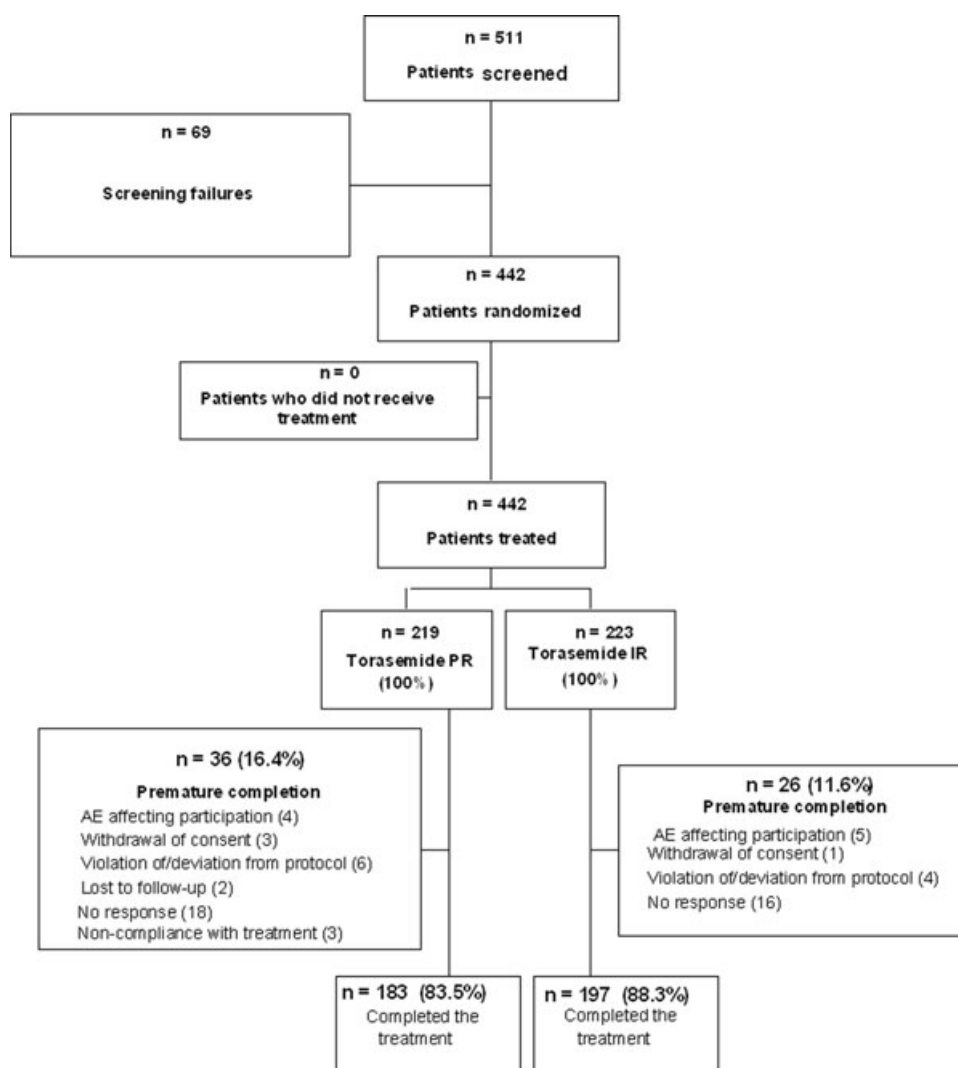 n = 511
Patients screened
n = 69
Screening failures
n = 442
Patients randomized
n = 0
Patients who did not receive
treatment
n = 442
Patients treated
n = 219
Torasemide PR
(100%)
n = 223
Torasemide IR
(100%)
n = 36 (16.4%)
Premature completion
AE affecting participation (4)
Withdrawal of consent (3)
Violation of/deviation from protocol (6)
Lost to follow-up (2)
No response (18)
Non-compliance with treatment (3)
n = 26 (11.6%)
Premature completion
AE affecting participation (5)
Withdrawal of consent (1)
Violation of/deviation from protocol (4)
No response (16)
n = 183 (83.5%)
Completed the
treatment
n = 197 (88.3%)
Completed the
treatment